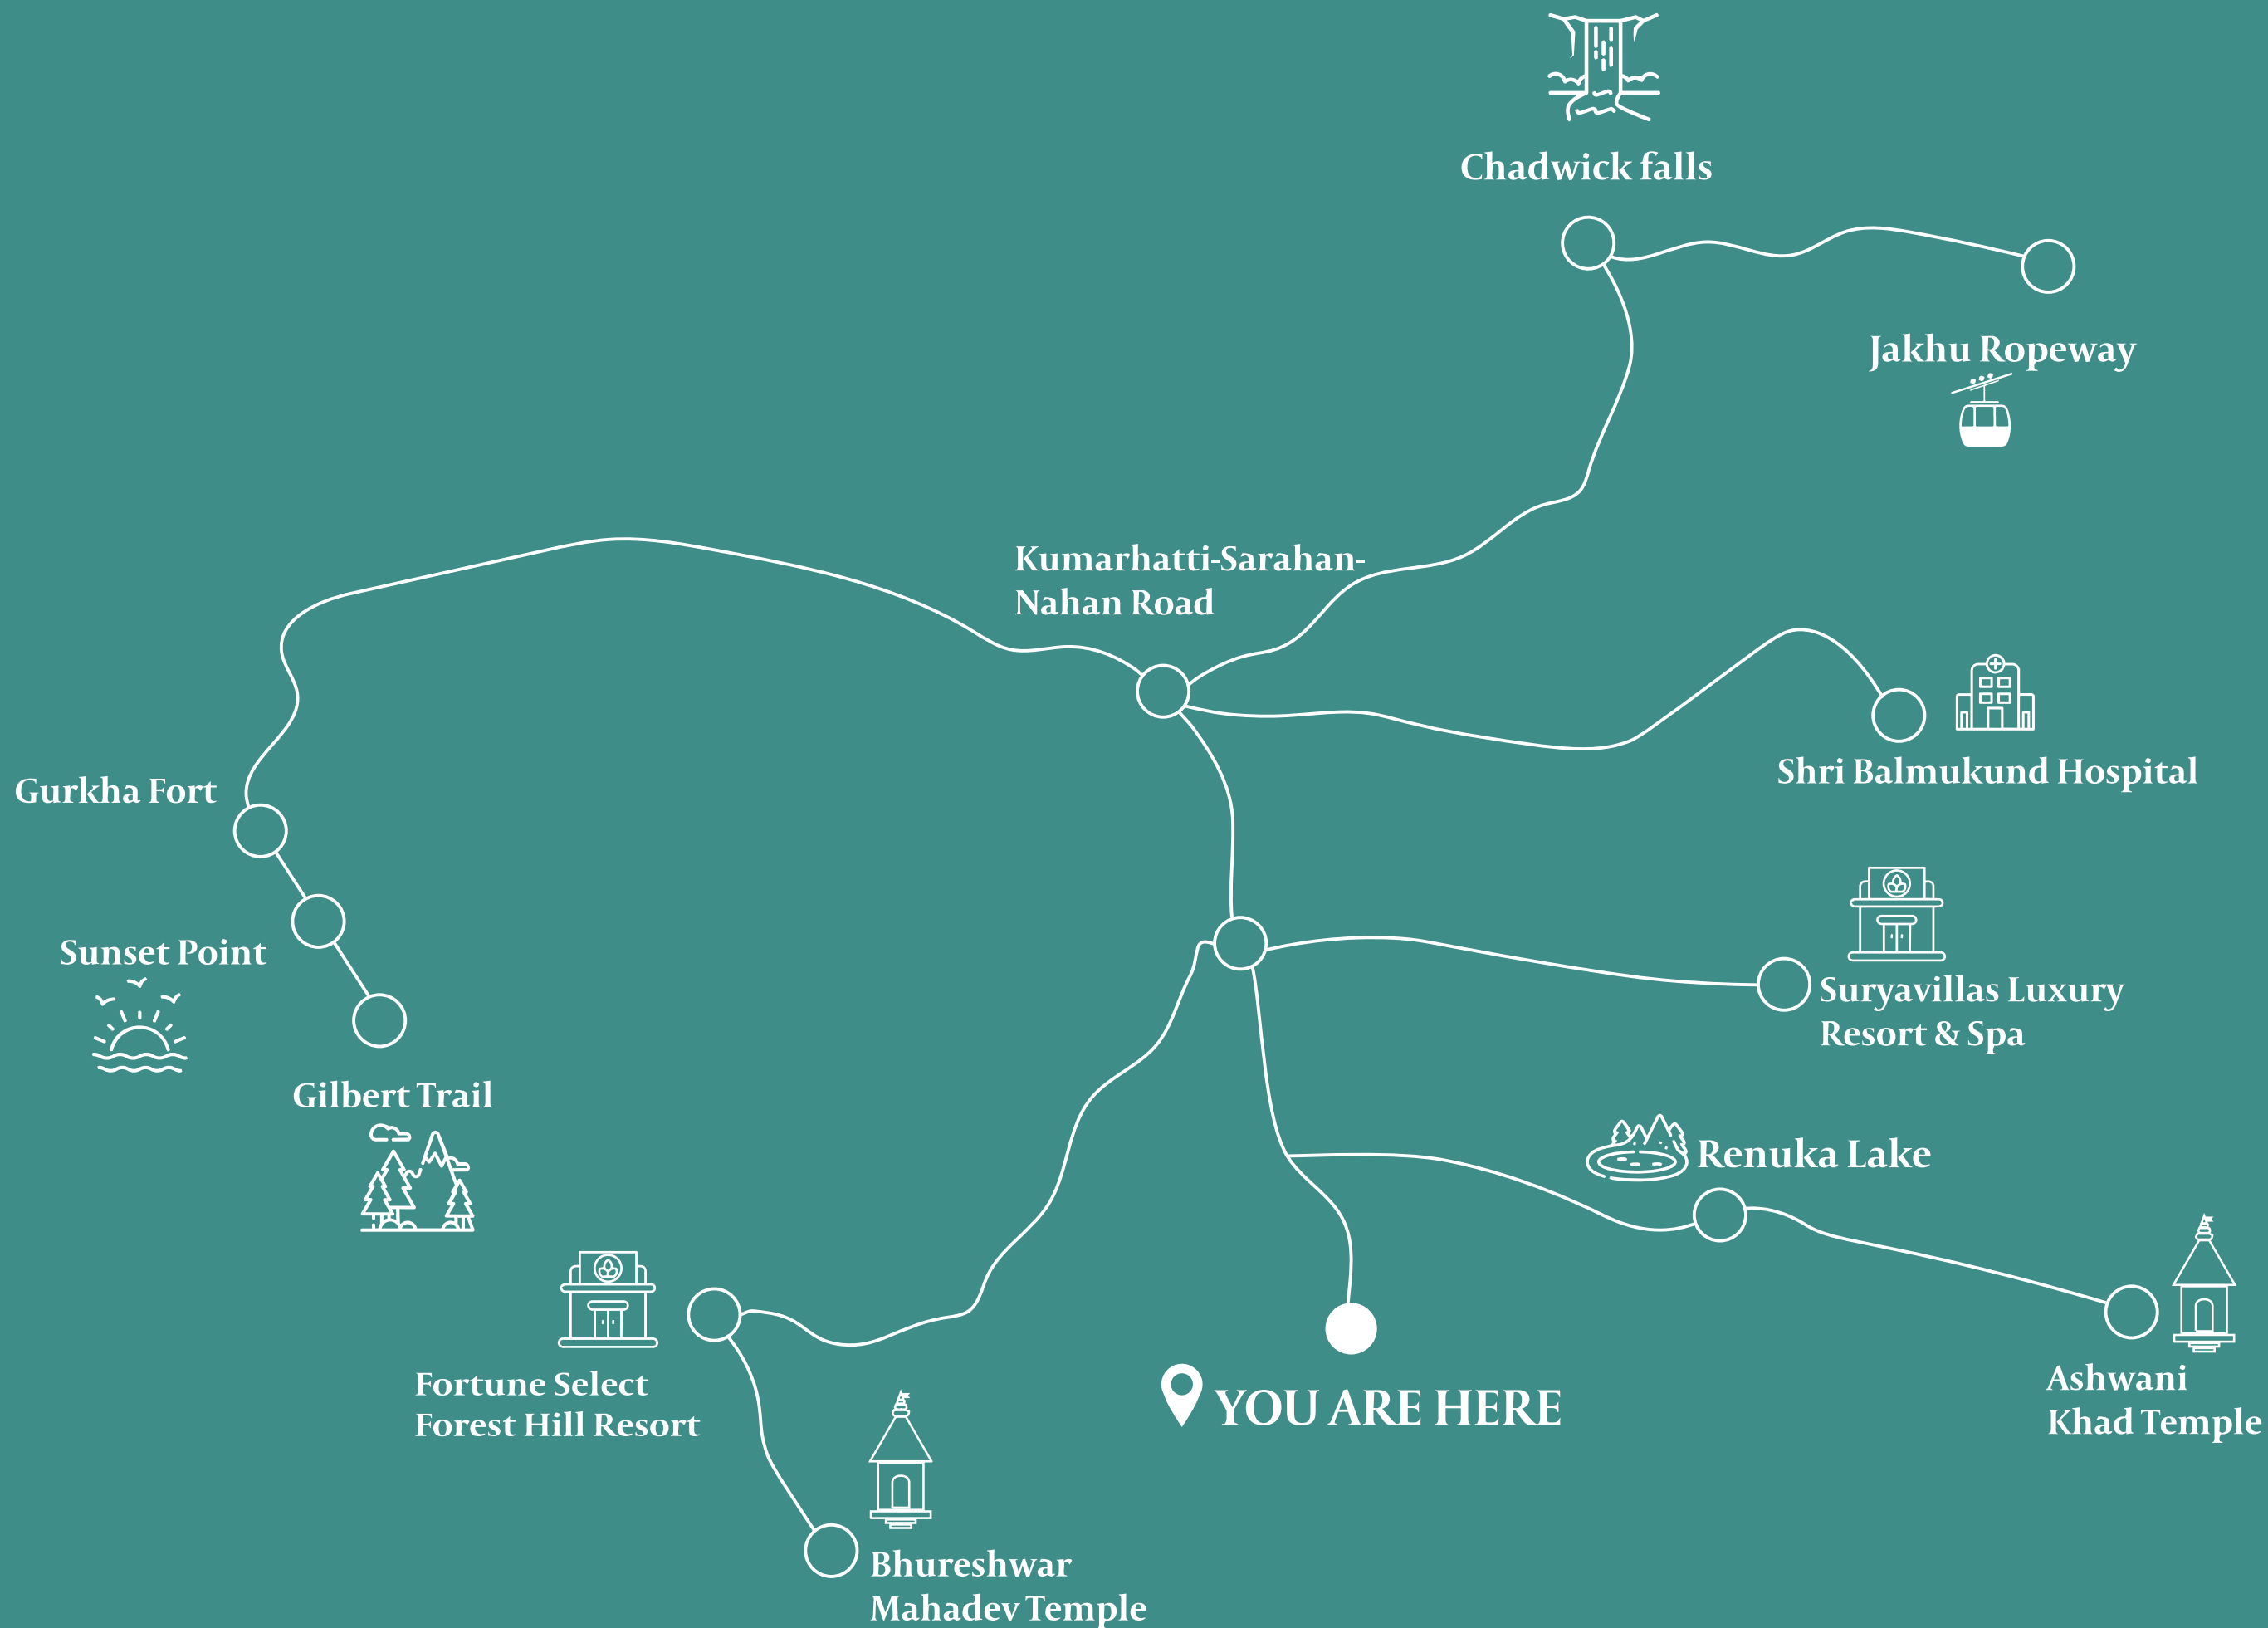 Chadwick falls
Jakhu Ropeway
Kumarhatti-Sarahan-
Nahan Road
Shri Balmukund Hospital
Gurkha Fort
Sunset Point
Suryavillas Luxury
Resort & Spa
Gilbert Trail
Renuka Lake
Fortune Select
Forest Hill Resort
YOU ARE HERE
Ashwani
Khad Temple
Bhureshwar
Mahadev Temple